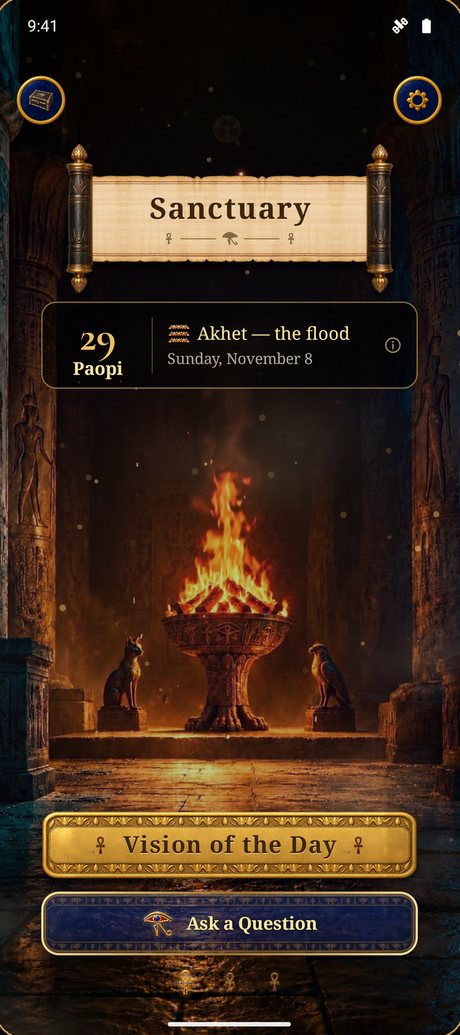 9:41
Sanctuary
29
Paopi
Akhet — the flood
Sunday, November 8
Vision of the Day
Ask a Question